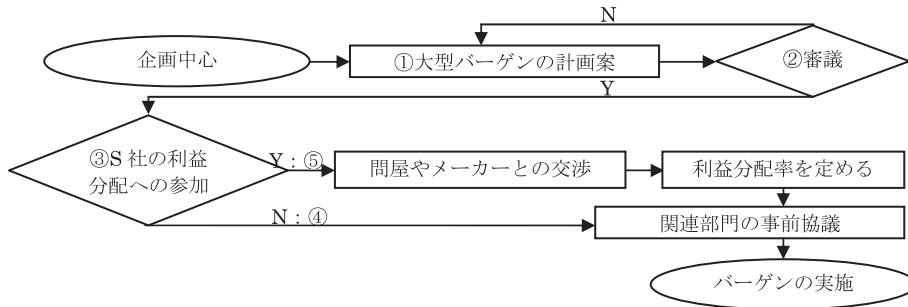 N
企画中心
①大型バーゲンの計画案
②審議
Y
③S 社の利益
分配への参加
Y：⑤
問屋やメーカーとの交渉
利益分配率を定める
N：④
関連部門の事前協議
バーゲンの実施